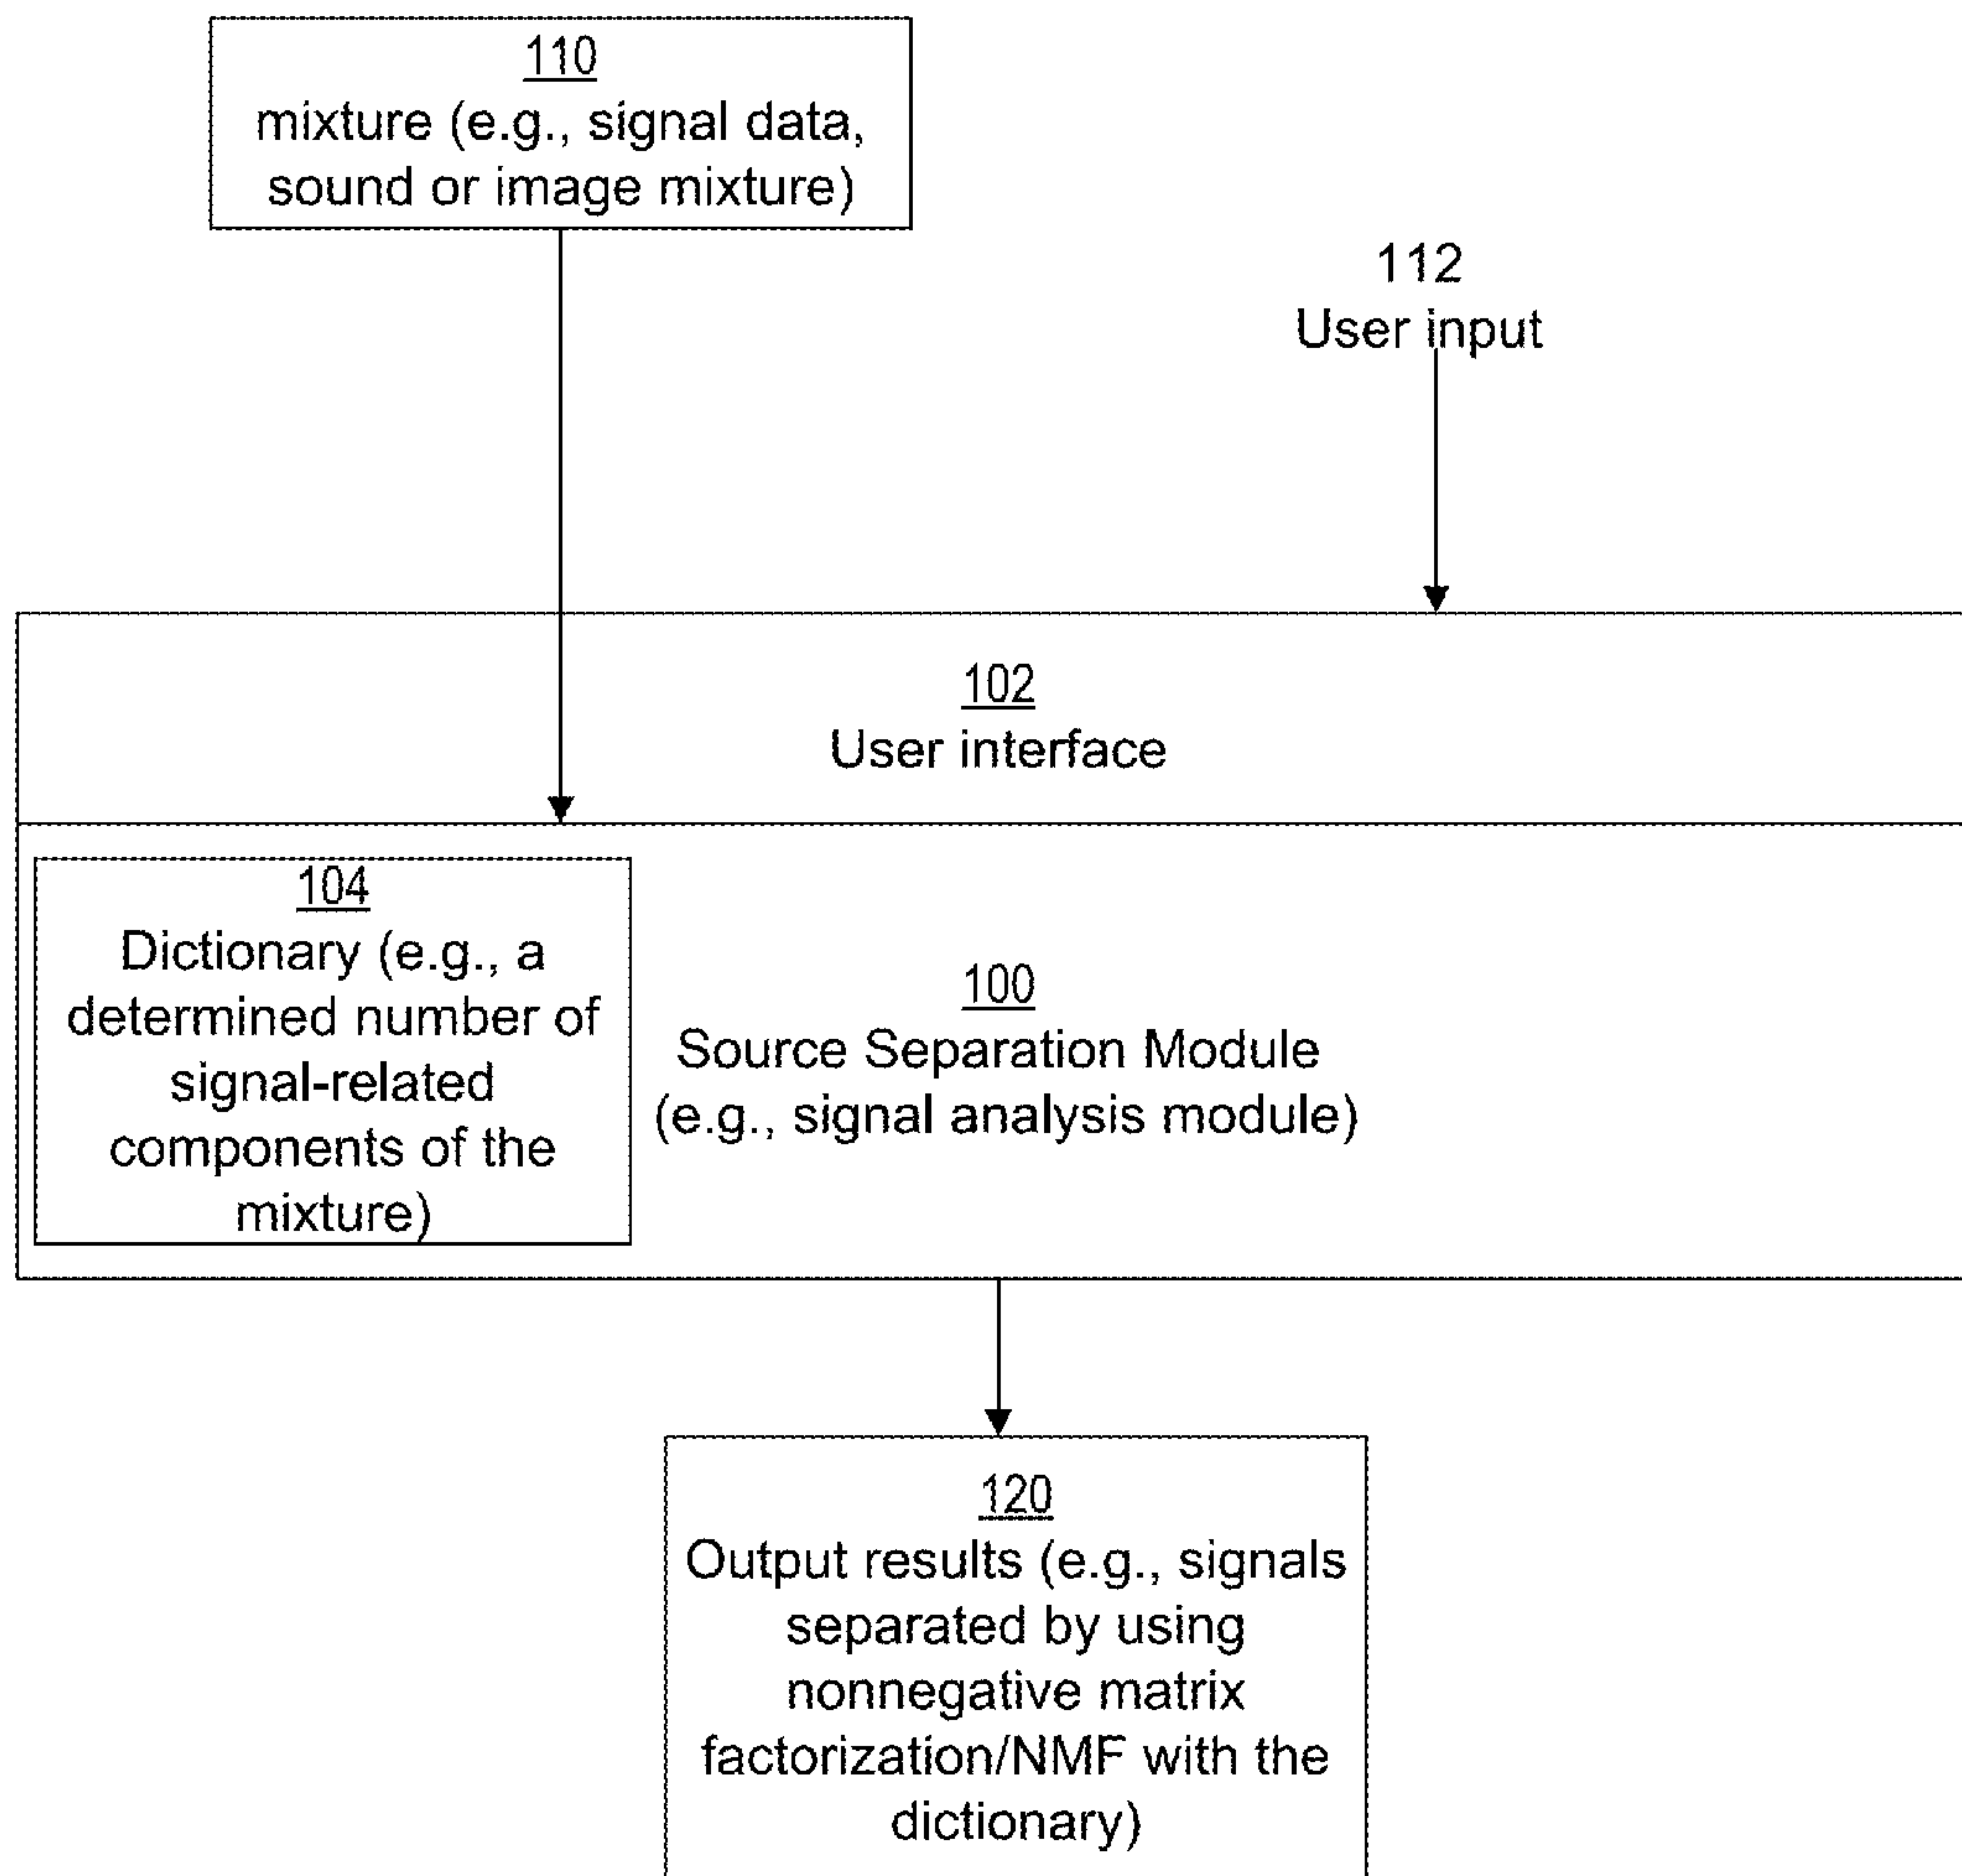 110
mixture (e.g., signal data,
sound or image mixture)
112
User input
102
User interface
104
Dictionary (e.g., a
determined number of
signal-related
components of the
mixture)
100
Source Separation Module
(e.g., signal analysis module)
120
Output results (e.g., signals
separated by using
nonnegative matrix
factorization/NMF with the
dictionary)